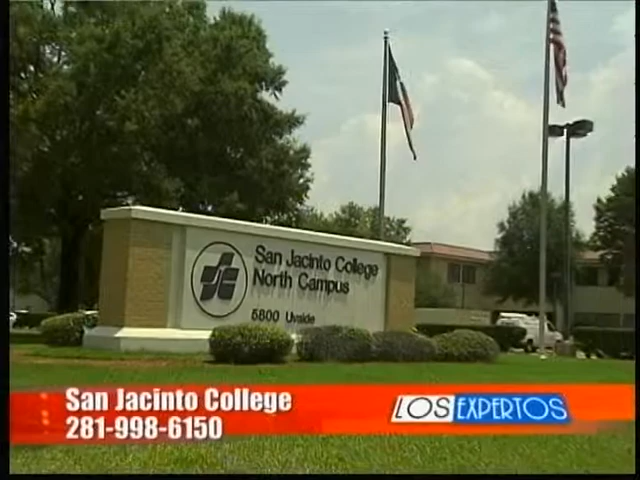 San Jacinto College
North Campus
5800 Uvalde
San Jacinto College
281-998-6150
LOS EXPERTOS